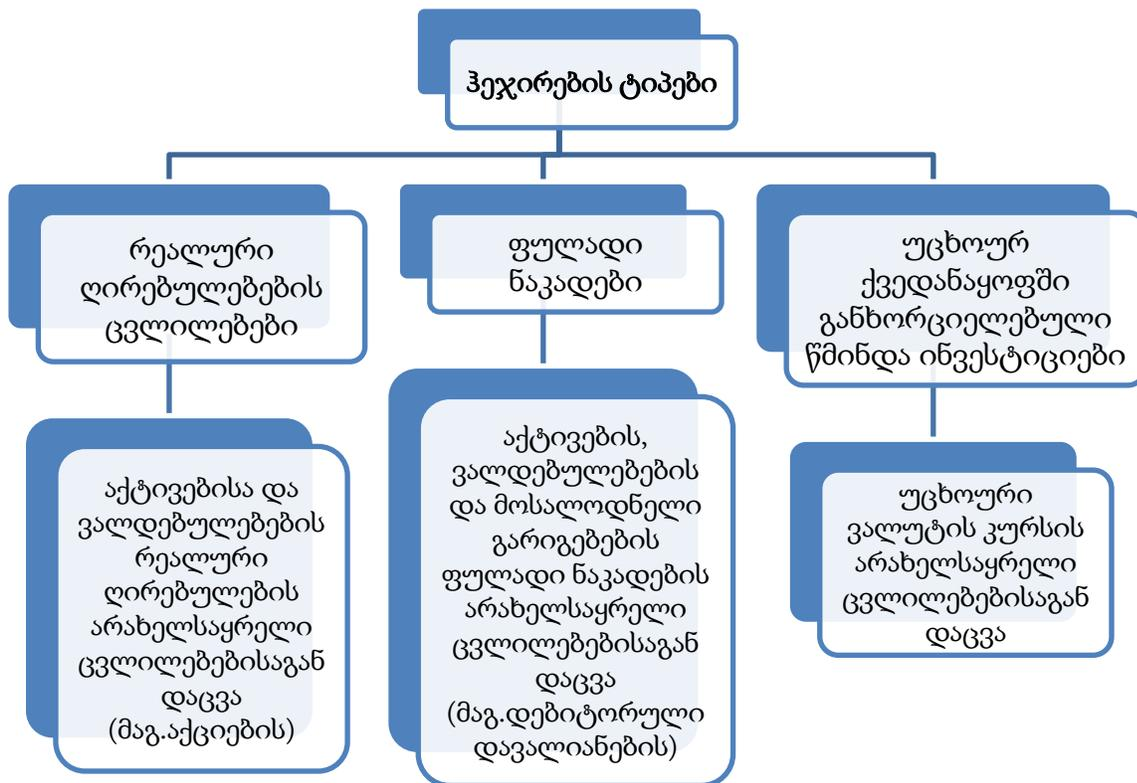 ჰეჯირების ტიპები
რეალური
ღირებულებების
ცვლილებები
ფულადი
ნაკადები
უცხოურ
ქვედანაყოფში
განხორციელებული
წმინდა ინვესტიციები
აქტივებისა და
ვალდებულებების
რეალური
ღირებულების
არახელსაყრელი
ცვლილებებისაგან
დაცვა
(მაგ.აქციების)
აქტივების,
ვალდებულებების
და მოსალოდნელი
გარიგებების
ფულადი ნაკადების
არახელსაყრელი
ცვლილებებისაგან
დაცვა
(მაგ.დებიტორული
დავალიანების)
უცხოური
ვალუტის კურსის
არახელსაყრელი
ცვლილებებისაგან
დაცვა